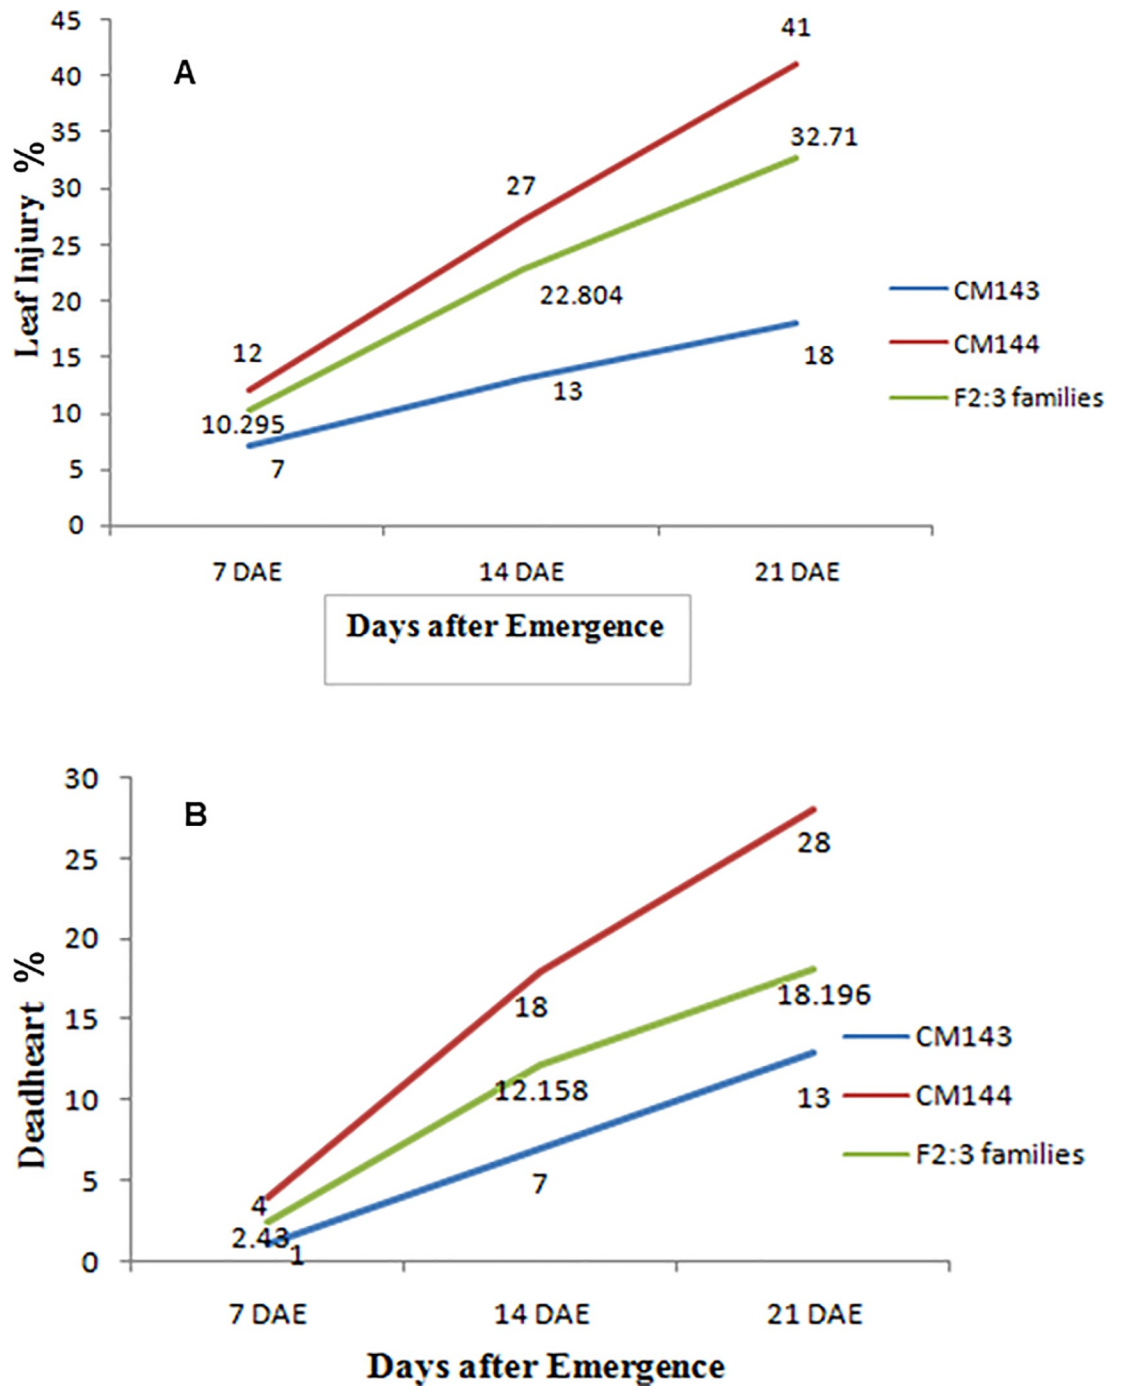 A
45
40
35
30
25
20
15
10
5
0
Leaf Injury %
41
32.71
27
22.804
12
10.295
7
13
18
CM143
CM144
F2:3 families
7 DAE 14 DAE 21 DAE
Days after Emergence
B
30
25
20
15
10
5
0
Deadheart %
28
18
18.196
12.158
13
7
4
2.43
1
CM143
CM144
F2:3 families
7 DAE 14 DAE 21 DAE
Days after Emergence